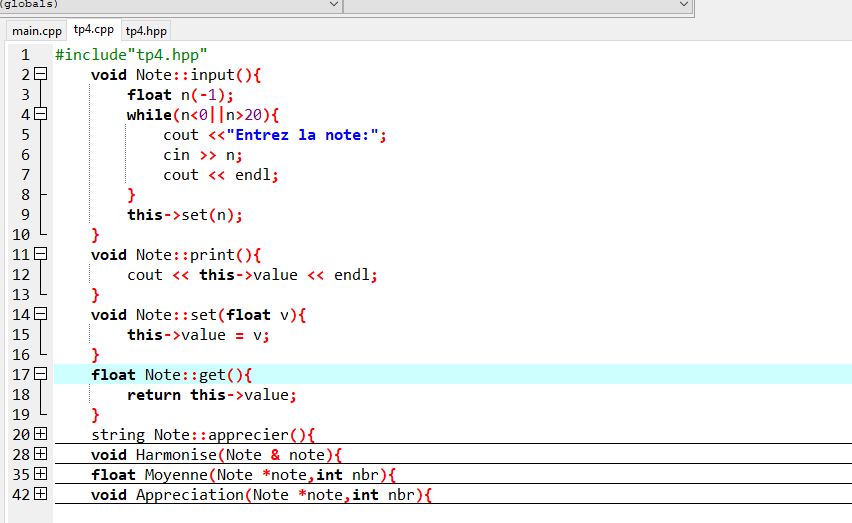 (globals)
main.cpp tp4.cpp tp4.hpp
1 #include"tp4.hpp"
2 void Note::input(){
3 float n(-1);
4 while(n<0||n>20){
5 cout <<"Entrez la note:";
6 cin >> n;
7 cout << endl;
8 }
9 this->set(n);
10 }
11 void Note::print(){
12 cout << this->value << endl;
13 }
14 void Note::set(float v){
15 this->value = v;
16 }
17 float Note::get(){
18 return this->value;
19 }
20 string Note::apprecier(){
28 void Harmonise(Note & note){
35 float Moyenne(Note *note,int nbr){
42 void Appreciation(Note *note,int nbr){